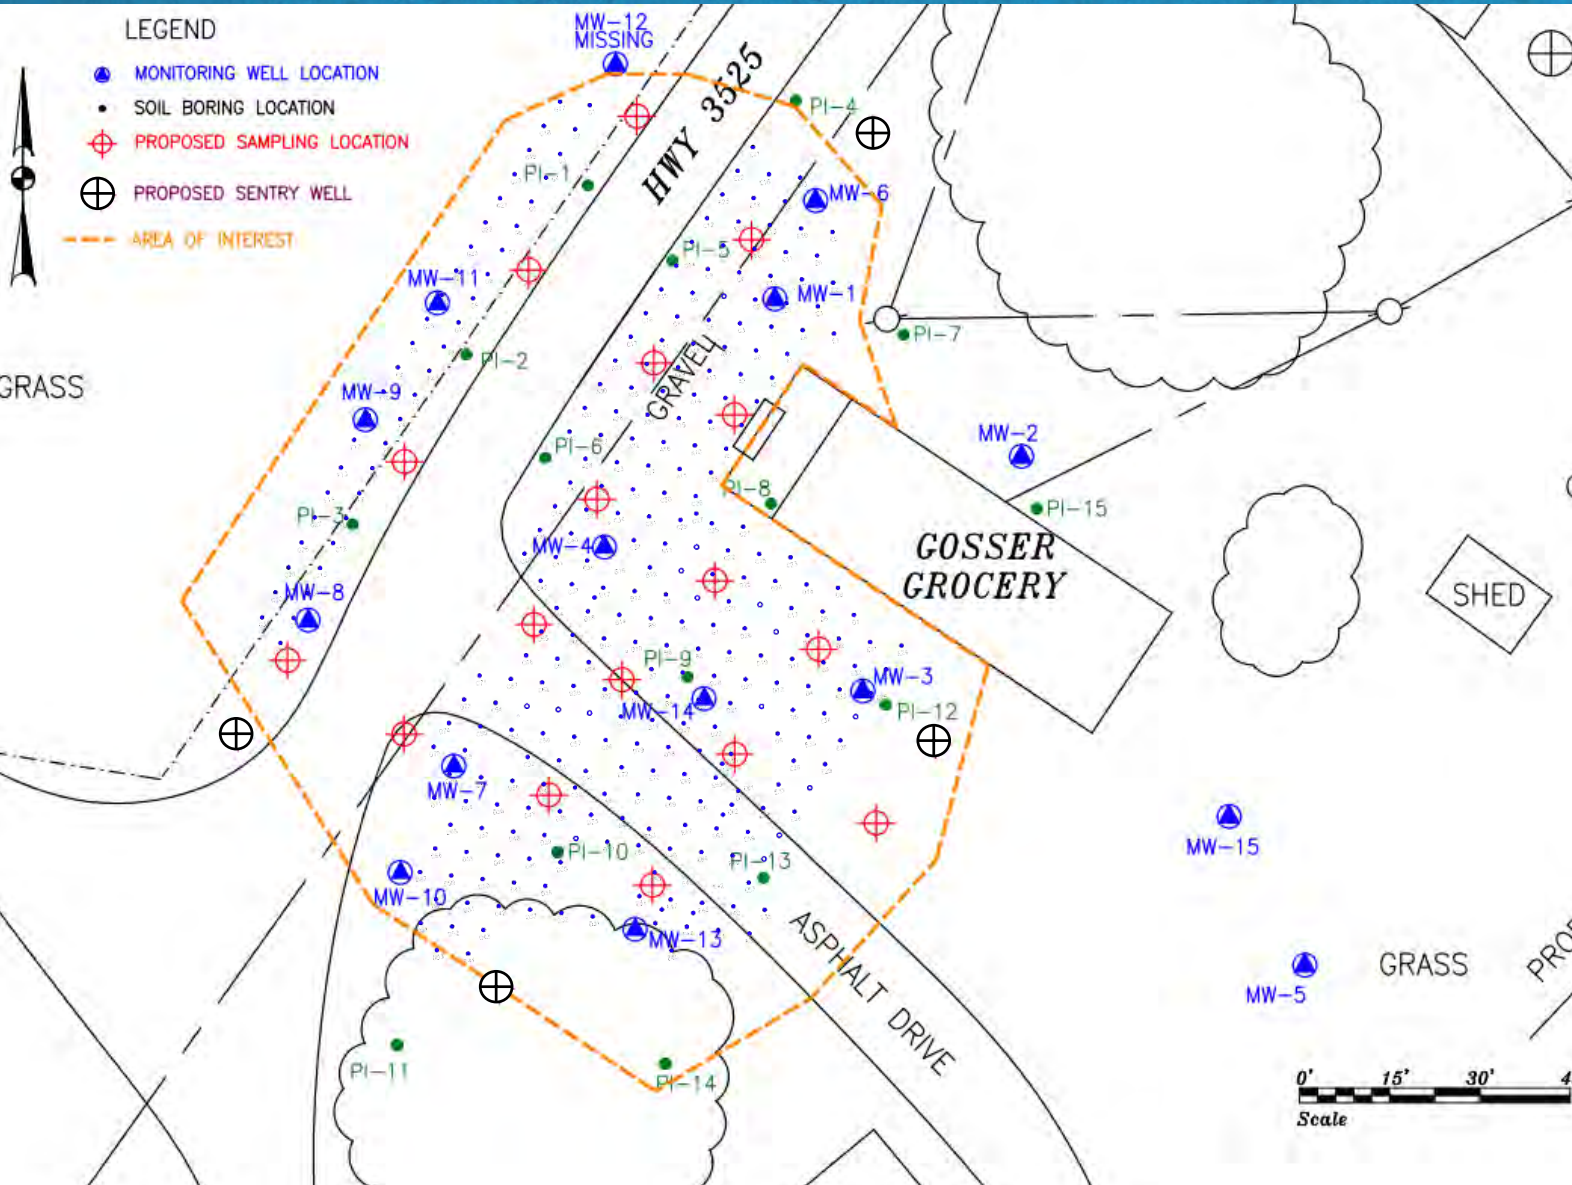 LEGEND
MONITORING WELL LOCATION
SOIL BORING LOCATION
PROPOSED SAMPLING LOCATION
PROPOSED SENTRY WELL
AREA OF INTEREST
MW-12
MISSING
HWY 3525
PI-4
PI-1
MW-6
PI-5
MW-11
MW-1
PI-7
PI-2
GRAVEL
GRASS
MW-9
MW-2
PI-6
PI-8
PI-15
PI-3
MW-4
GOSSER
GROCERY
MW-8
SHED
PI-9
MW-3
MW-14
PI-12
MW-7
MW-15
PI-10
PI-13
MW-10
MW-13
ASPHALT DRIVE
GRASS
MW-5
PI-11
PI-14
0' 15' 30'
Scale